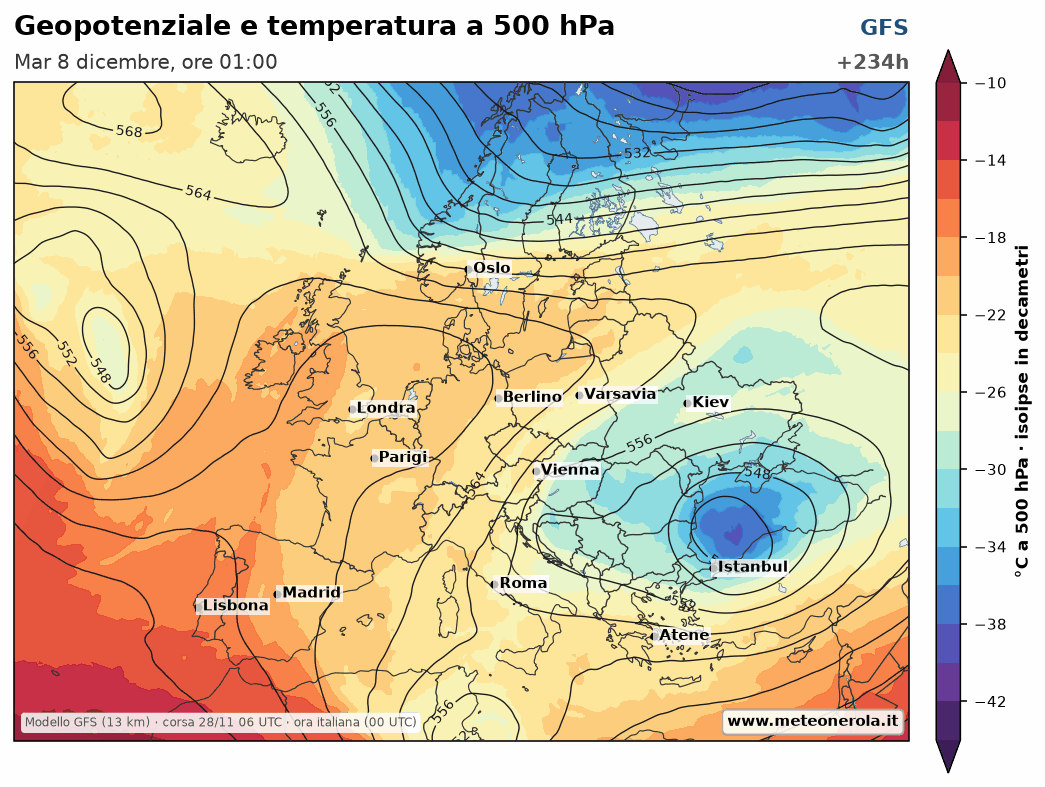 Geopotenziale e temperatura a 500 hPa
GFS
Mar 8 dicembre, ore 01:00
+234h
568
556
564
532
544
556
552
548
Oslo
Londra
Berlino
Varsavia
Kiev
Parigi
Vienna
556
548
564
Istanbul
Roma
Madrid
Lisbona
Atene
556
Modello GFS (13 km) · corsa 28/11 06 UTC · ora italiana (00 UTC)
www.meteonerola.it
−10
−14
−18
−22
−26
−30
−34
−38
−42
°C a 500 hPa · isoipse in decametri